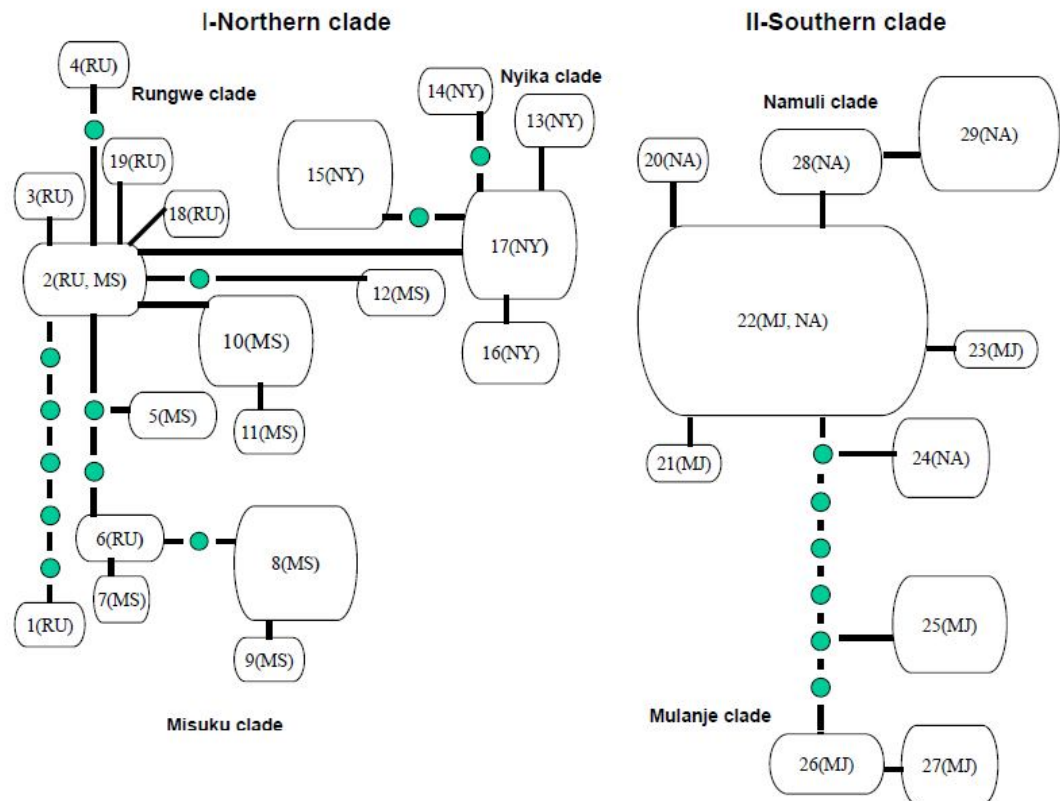 I-Northern clade
II-Southern clade
4(RU)
Rungwe clade
14(NY)
Nyika clade
13(NY)
19(RU)
15(NY)
3(RU)
18(RU)
17(NY)
2(RU, MS)
12(MS)
10(MS)
16(NY)
5(MS)
11(MS)
6(RU)
8(MS)
7(MS)
1(RU)
9(MS)
Misuku clade
Namuli clade
29(NA)
20(NA)
28(NA)
22(MJ, NA)
23(MJ)
21(MJ)
24(NA)
25(MJ)
Mulanje clade
26(MJ)
27(MJ)